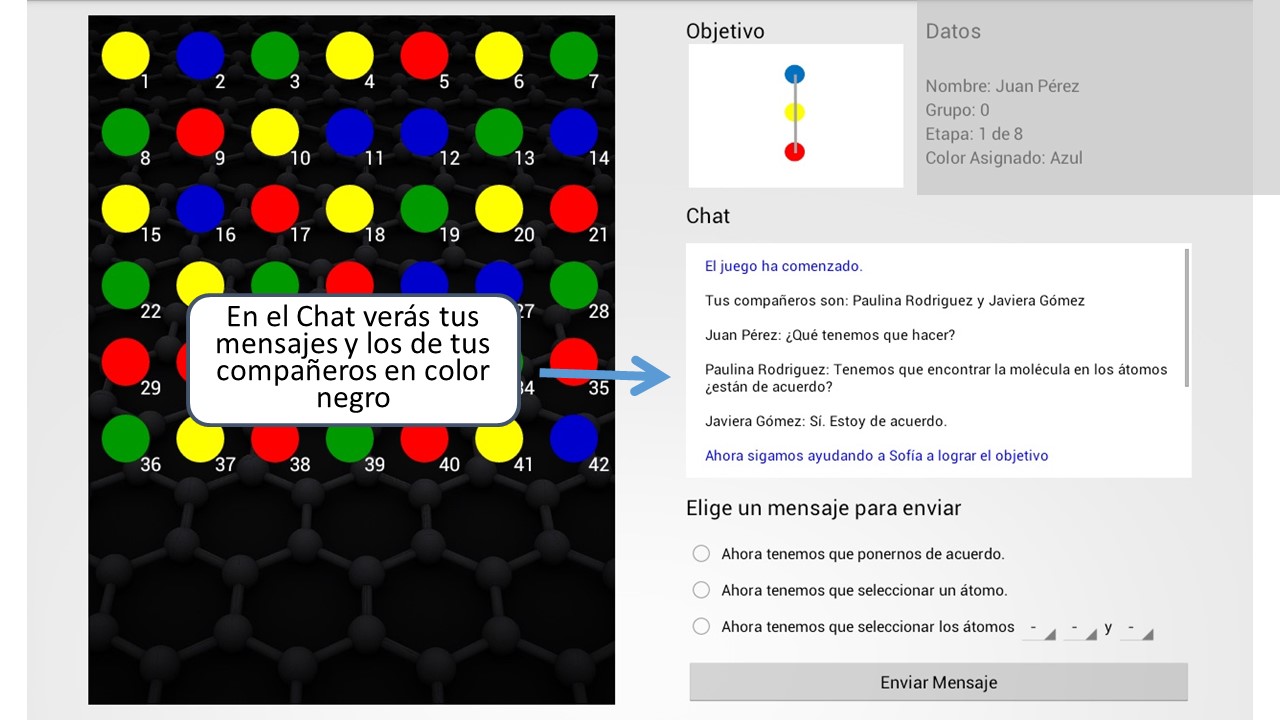 1 2 3 4 5 6 7
8 9 10 11 12 13 14
15 16 17 18 19 20 21
22 27 28
29 34 35
36 37 38 39 40 41 42
En el Chat verás tus
mensajes y los de tus
compañeros en color
negro
Objetivo
Datos
Nombre: Juan Pérez
Grupo: 0
Etapa: 1 de 8
Color Asignado: Azul
Chat
El juego ha comenzado.
Tus compañeros son: Paulina Rodriguez y Javiera Gómez
Juan Pérez: ¿Qué tenemos que hacer?
Paulina Rodriguez: Tenemos que encontrar la molécula en los átomos
¿están de acuerdo?
Javiera Gómez: Sí. Estoy de acuerdo.
Ahora sigamos ayudando a Sofía a lograr el objetivo
Elige un mensaje para enviar
Ahora tenemos que ponernos de acuerdo.
Ahora tenemos que seleccionar un átomo.
Ahora tenemos que seleccionar los átomos - - y -
Enviar Mensaje